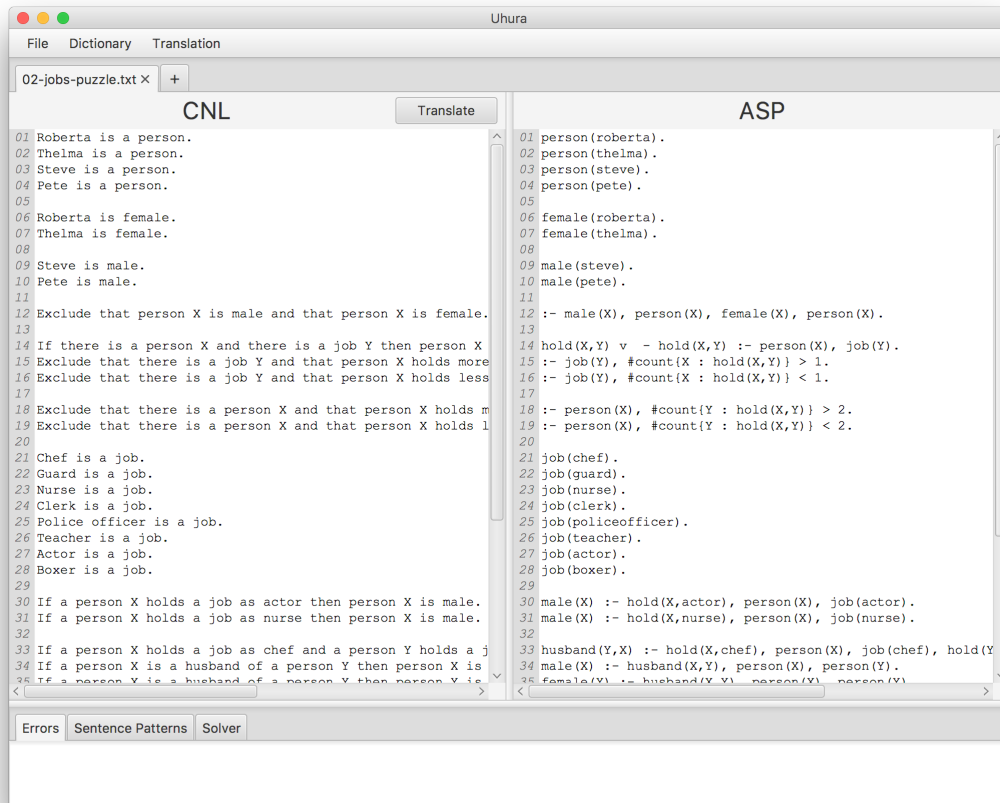 Uhura
File Dictionary Translation
02-jobs-puzzle.txt × +
CNL Translate
01 Roberta is a person.
02 Thelma is a person.
03 Steve is a person.
04 Pete is a person.
05
06 Roberta is female.
07 Thelma is female.
08
09 Steve is male.
10 Pete is male.
11
12 Exclude that person X is male and that person X is female.
13
14 If there is a person X and there is a job Y then person X
15 Exclude that there is a job Y and that person X holds more
16 Exclude that there is a job Y and that person X holds less
17
18 Exclude that there is a person X and that person X holds m
19 Exclude that there is a person X and that person X holds l
20
21 Chef is a job.
22 Guard is a job.
23 Nurse is a job.
24 Clerk is a job.
25 Police officer is a job.
26 Teacher is a job.
27 Actor is a job.
28 Boxer is a job.
29
30 If a person X holds a job as actor then person X is male.
31 If a person X holds a job as nurse then person X is male.
32
33 If a person X holds a job as chef and a person Y holds a j
34 If a person X is a husband of a person Y then person X is
35 If a person X is a husband of a person Y then person Y is
ASP
01 person(roberta).
02 person(thelma).
03 person(steve).
04 person(pete).
05
06 female(roberta).
07 female(thelma).
08
09 male(steve).
10 male(pete).
11
12 :- male(X), person(X), female(X), person(X).
13
14 hold(X,Y) v  - hold(X,Y) :- person(X), job(Y).
15 :- job(Y), #count{X : hold(X,Y)} > 1.
16 :- job(Y), #count{X : hold(X,Y)} < 1.
17
18 :- person(X), #count{Y : hold(X,Y)} > 2.
19 :- person(X), #count{Y : hold(X,Y)} < 2.
20
21 job(chef).
22 job(guard).
23 job(nurse).
24 job(clerk).
25 job(policeofficer).
26 job(teacher).
27 job(actor).
28 job(boxer).
29
30 male(X) :- hold(X,actor), person(X), job(actor).
31 male(X) :- hold(X,nurse), person(X), job(nurse).
32
33 husband(Y,X) :- hold(X,chef), person(X), job(chef), hold(Y
34 male(X) :- husband(X,Y), person(X), person(Y).
35 female(Y) :- husband(X,Y), person(X), person(Y).
Errors Sentence Patterns Solver